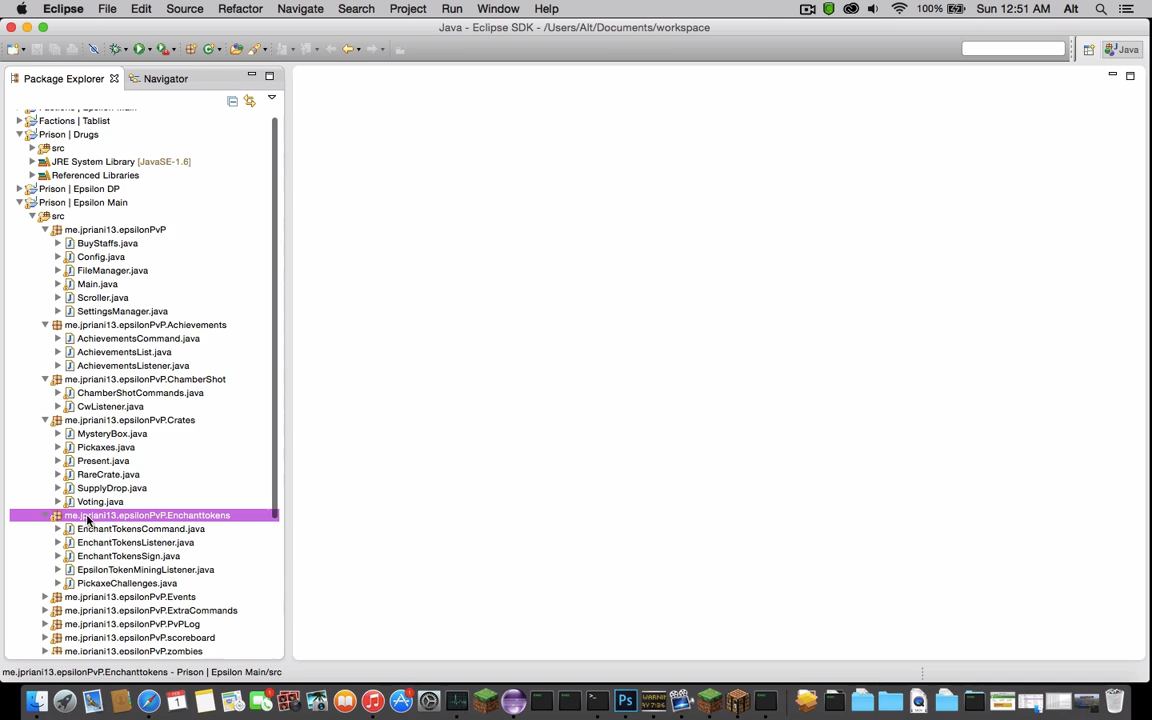 Eclipse File Edit Source Refactor Navigate Search Project Run Window Help 100% Sun 12:51 AM Alt
Java - Eclipse SDK - /Users/Alt/Documents/workspace
Java
Package Explorer Navigator
Factions | Epsilon Main
Factions | Tablist
Prison | Drugs
src
JRE System Library [JavaSE-1.6]
Referenced Libraries
Prison | Epsilon DP
Prison | Epsilon Main
src
me.jpriani13.epsilonPvP
BuyStaffs.java
Config.java
FileManager.java
Main.java
Scroller.java
SettingsManager.java
me.jpriani13.epsilonPvP.Achievements
AchievementsCommand.java
AchievementsList.java
AchievementsListener.java
me.jpriani13.epsilonPvP.ChamberShot
ChamberShotCommands.java
CwListener.java
me.jpriani13.epsilonPvP.Crates
MysteryBox.java
Pickaxes.java
Present.java
RareCrate.java
SupplyDrop.java
Voting.java
me.jpriani13.epsilonPvP.Enchanttokens
EnchantTokensCommand.java
EnchantTokensListener.java
EnchantTokensSign.java
EpsilonTokenMiningListener.java
PickaxeChallenges.java
me.jpriani13.epsilonPvP.Events
me.jpriani13.epsilonPvP.ExtraCommands
me.jpriani13.epsilonPvP.PvPLog
me.jpriani13.epsilonPvP.scoreboard
me.jpriani13.epsilonPvP.zombies
me.jpriani13.epsilonPvP.Enchanttokens - Prison | Epsilon Main/src